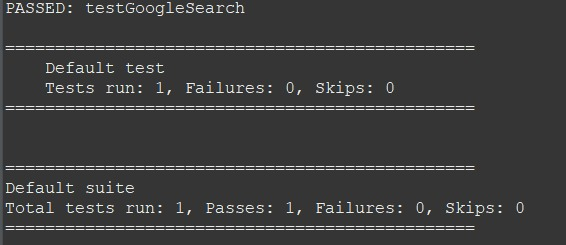 PASSED: testGoogleSearch
===============================================
Default test
Tests run: 1, Failures: 0, Skips: 0
===============================================
===============================================
Default suite
Total tests run: 1, Passes: 1, Failures: 0, Skips: 0
===============================================